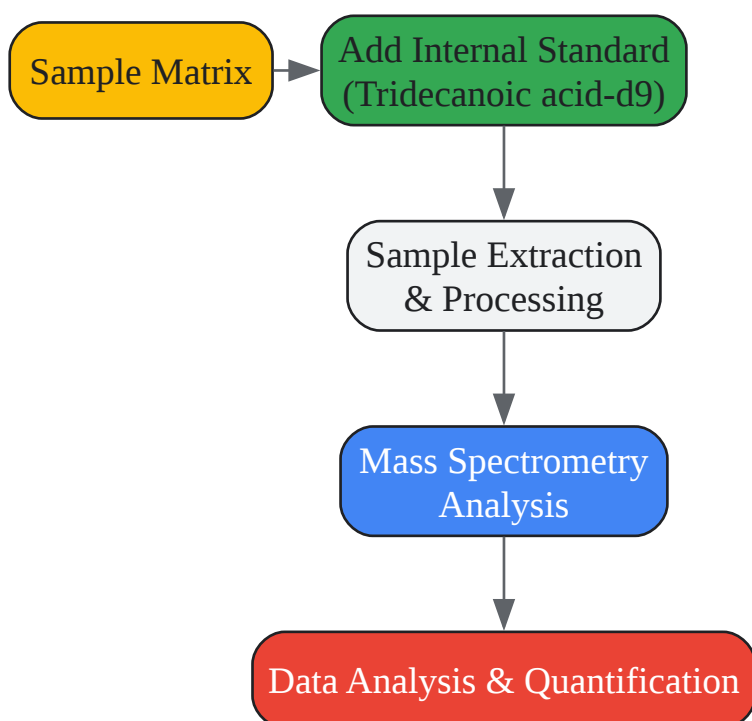 Sample Matrix
Add Internal Standard
(Tridecanoic acid-d9)
Sample Extraction
& Processing
Mass Spectrometry
Analysis
Data Analysis & Quantification